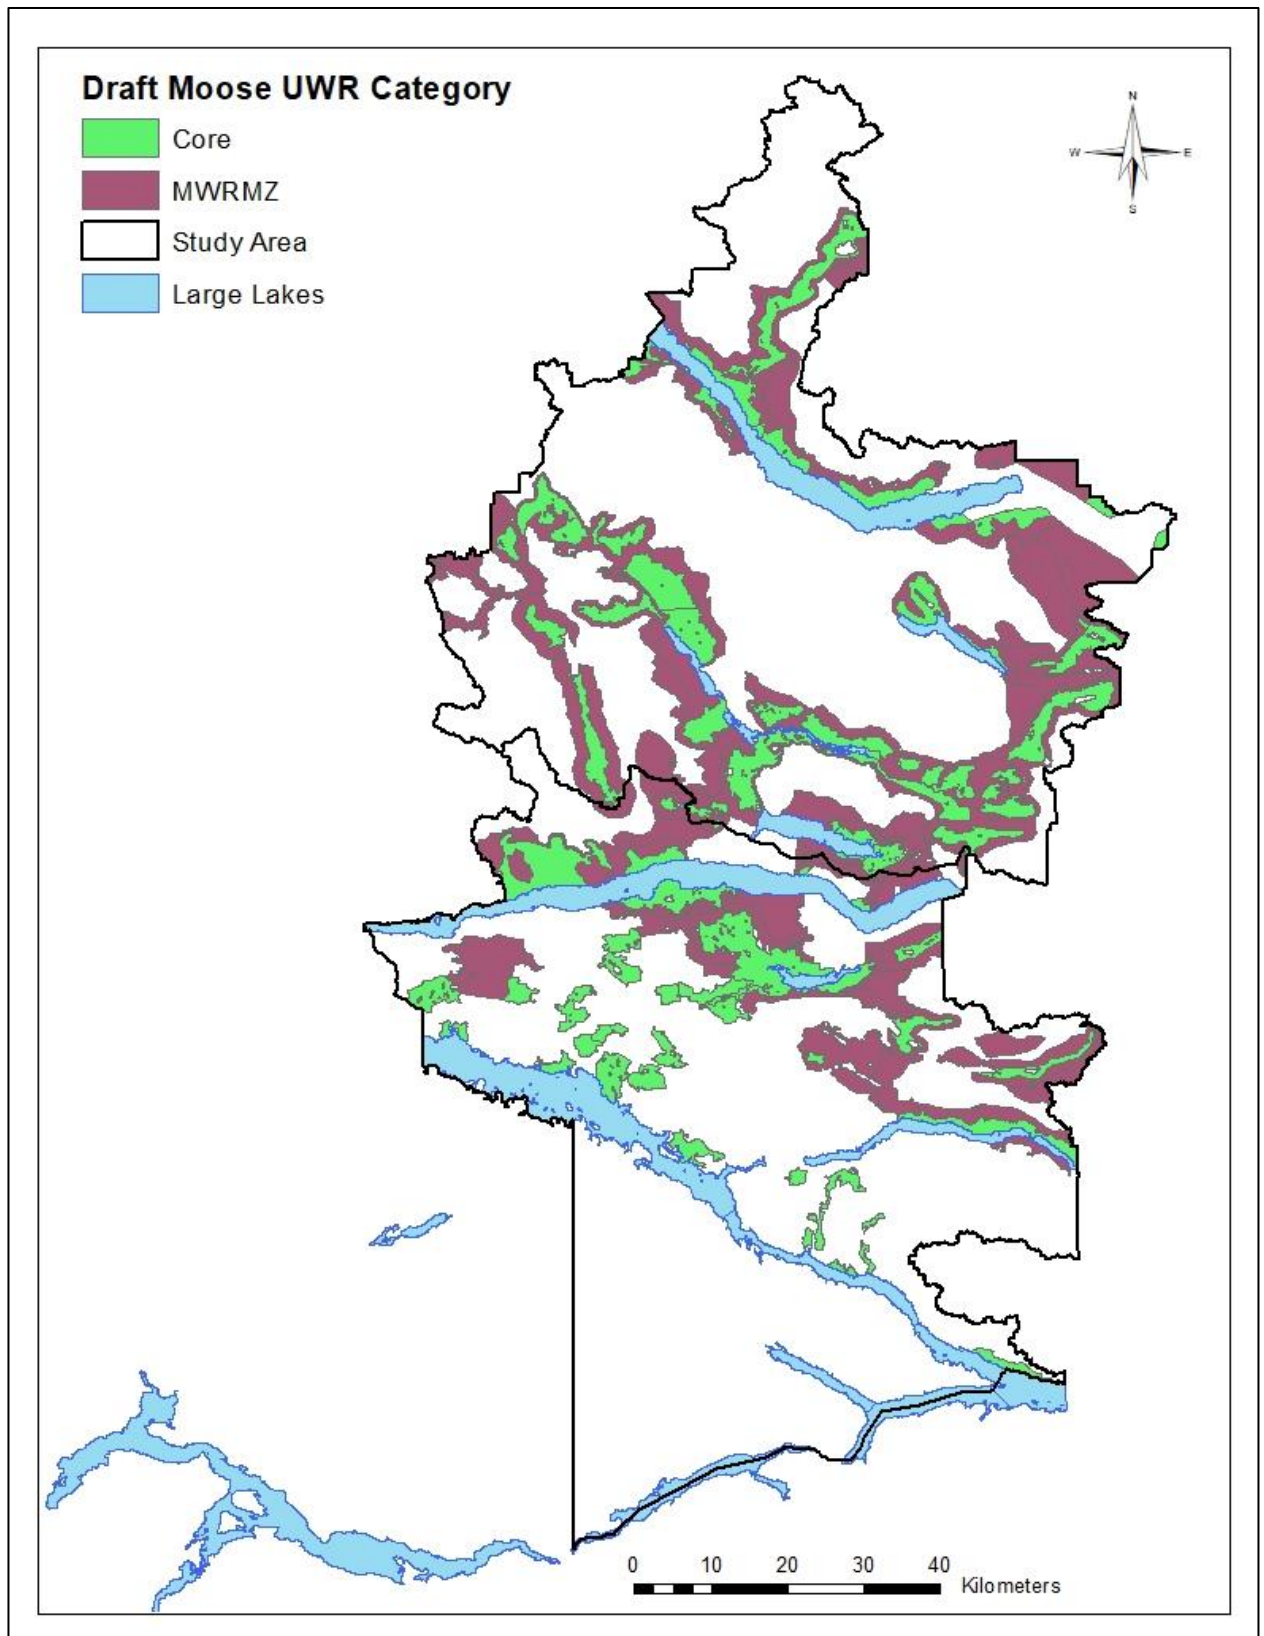 Draft Moose UWR Category
Core
MWRMZ
Study Area
Large Lakes
N
W E
S
0 10 20 30 40
Kilometers